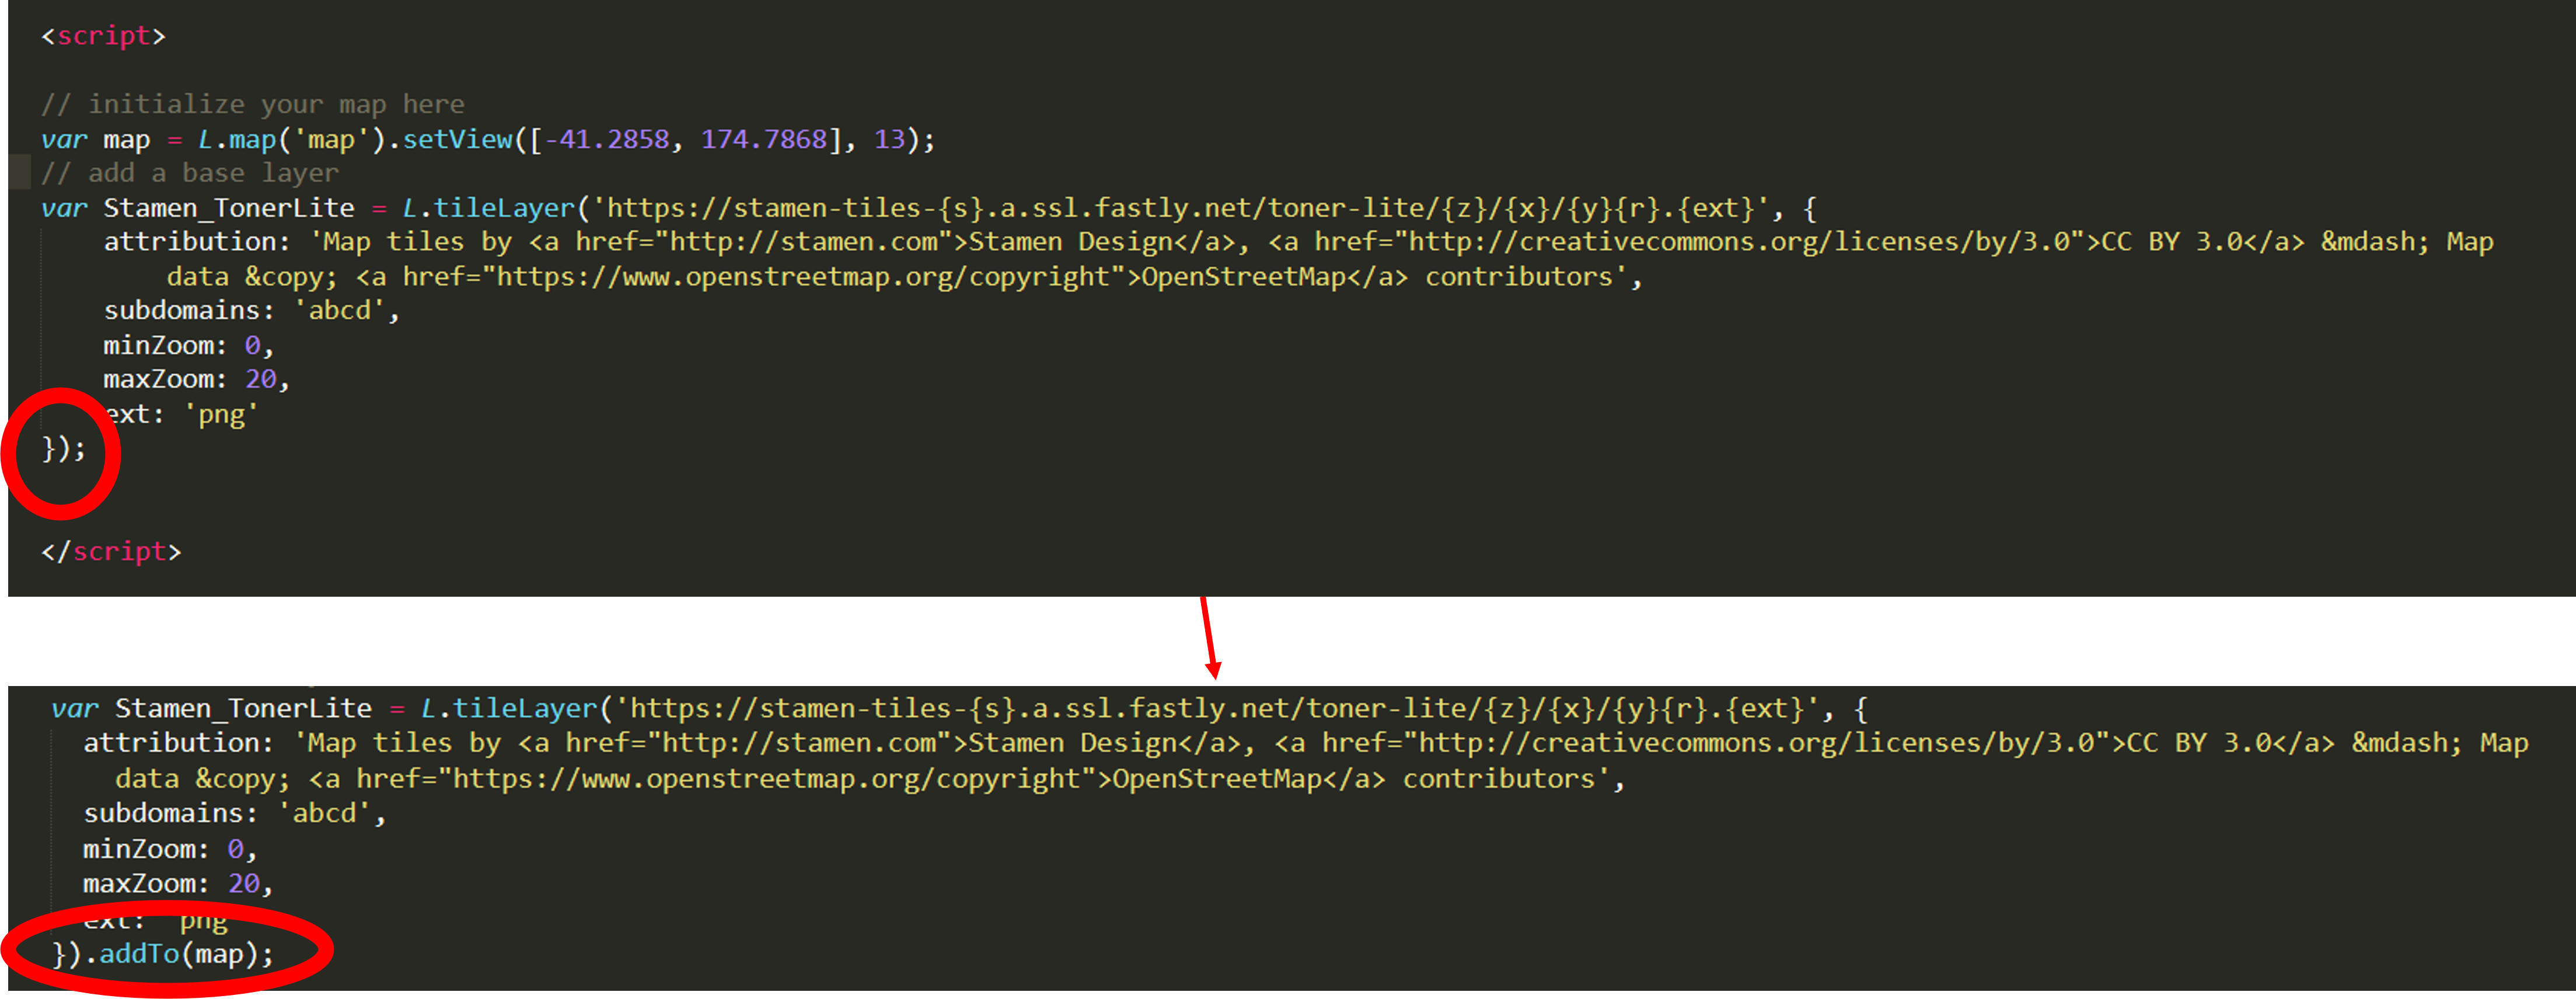 <script>
// initialize your map here
var map = L.map('map').setView([-41.2858, 174.7868], 13);
// add a base layer
var Stamen_TonerLite = L.tileLayer('https://stamen-tiles-{s}.a.ssl.fastly.net/toner-lite/{z}/{x}/{y}{r}.{ext}', {
attribution: 'Map tiles by <a href="http://stamen.com">Stamen Design</a>, <a href="http://creativecommons.org/licenses/by/3.0">CC BY 3.0</a> &mdash; Map
data &copy; <a href="https://www.openstreetmap.org/copyright">OpenStreetMap</a> contributors',
subdomains: 'abcd',
minZoom: 0,
maxZoom: 20,
ext: 'png'
});
</script>
var Stamen_TonerLite = L.tileLayer('https://stamen-tiles-{s}.a.ssl.fastly.net/toner-lite/{z}/{x}/{y}{r}.{ext}', {
attribution: 'Map tiles by <a href="http://stamen.com">Stamen Design</a>, <a href="http://creativecommons.org/licenses/by/3.0">CC BY 3.0</a> &mdash; Map
data &copy; <a href="https://www.openstreetmap.org/copyright">OpenStreetMap</a> contributors',
subdomains: 'abcd',
minZoom: 0,
maxZoom: 20,
ext: 'png'
}).addTo(map);